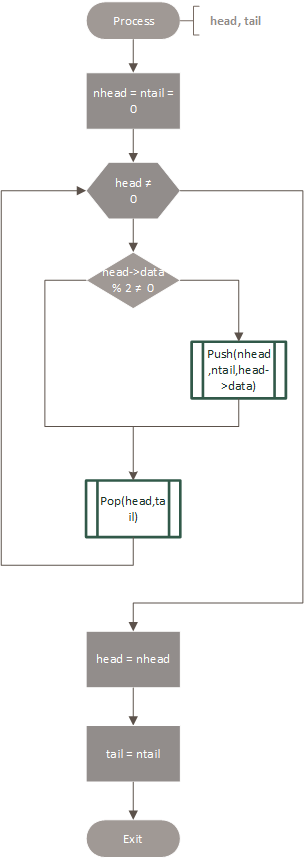 Process
head, tail
nhead = ntail =
0
head ≠
0
head->data
% 2 ≠ 0
Push(nhead
,ntail,head-
>data)
Pop(head,ta
il)
head = nhead
tail = ntail
Exit